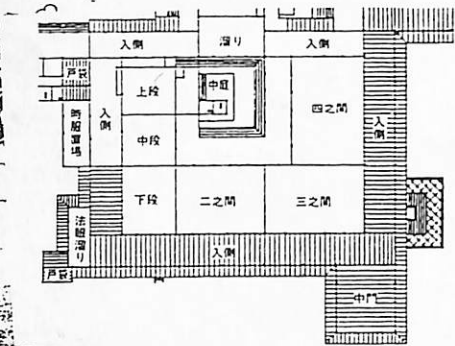 入側
溜り
入側
戸袋
上段
中庭
時服置場
入側
中段
四之間
入側
下段
二之間
三之間
法眼溜り
入側
戸袋
中門